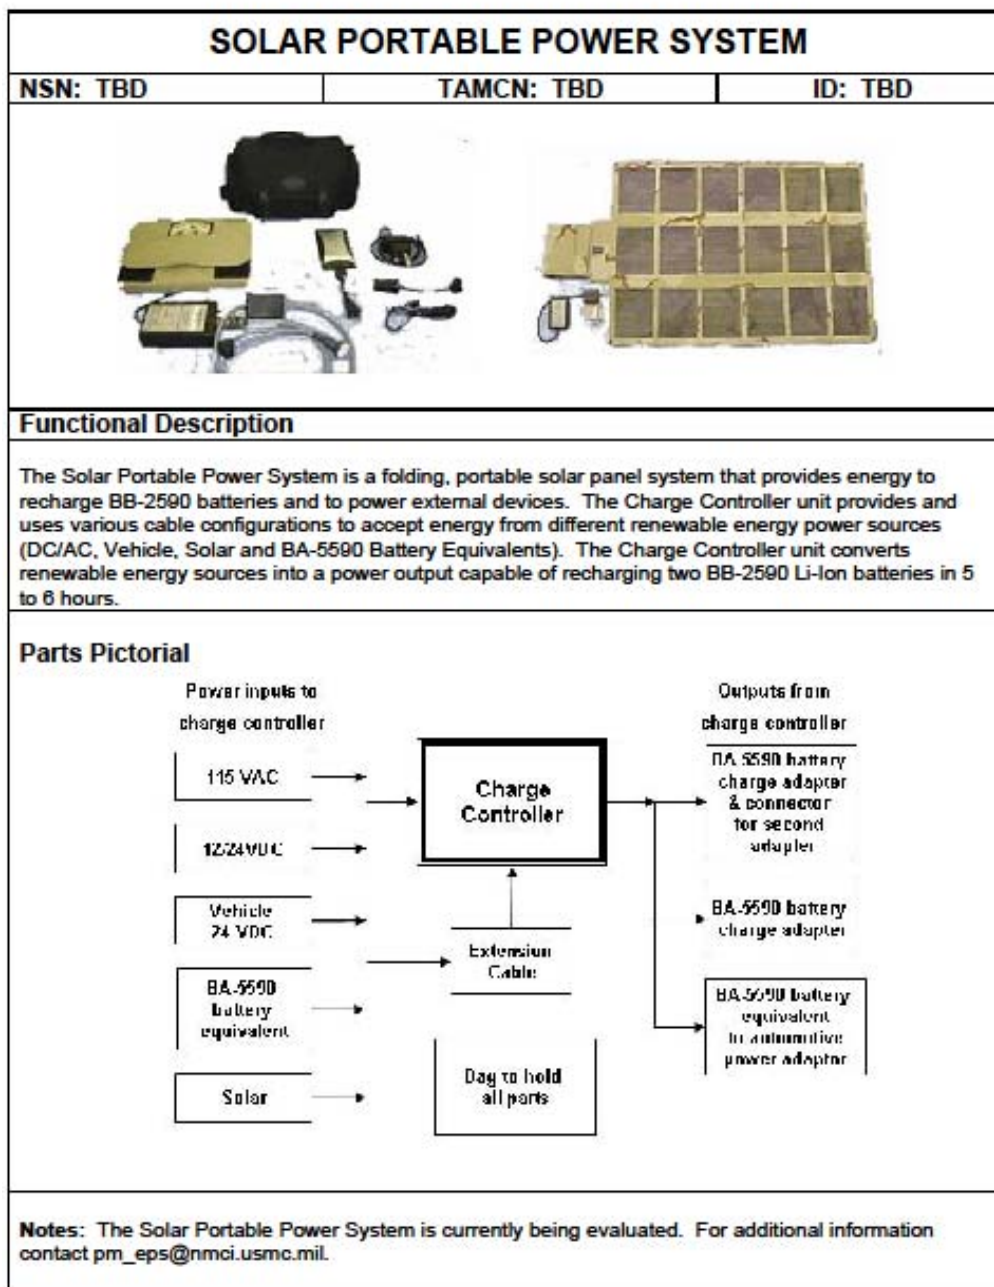 SOLAR PORTABLE POWER SYSTEM
NSN: TBD
TAMCN: TBD
ID: TBD
Functional Description
The Solar Portable Power System is a folding, portable solar panel system that provides energy to
recharge BB-2590 batteries and to power external devices. The Charge Controller unit provides and
uses various cable configurations to accept energy from different renewable energy power sources
(DC/AC, Vehicle, Solar and BA-5590 Battery Equivalents). The Charge Controller unit converts
renewable energy sources into a power output capable of recharging two BB-2590 Li-Ion batteries in 5
to 6 hours.
Parts Pictorial
Power inputs to
charge controller
115 VAC
12/24VDC
Vehicle
24 VDC
BA-5590
battery
equivalent
Solar
Charge
Controller
Extension
Cable
Bag to hold
all parts
Outputs from
charge controller
BA 5590 battery
charge adapter
& connector
for second
adapter
BA-5590 battery
charge adapter
BA-5590 battery
equivalent
to automotive
power adaptor
Notes: The Solar Portable Power System is currently being evaluated. For additional information
contact pm_eps@nmci.usmc.mil.